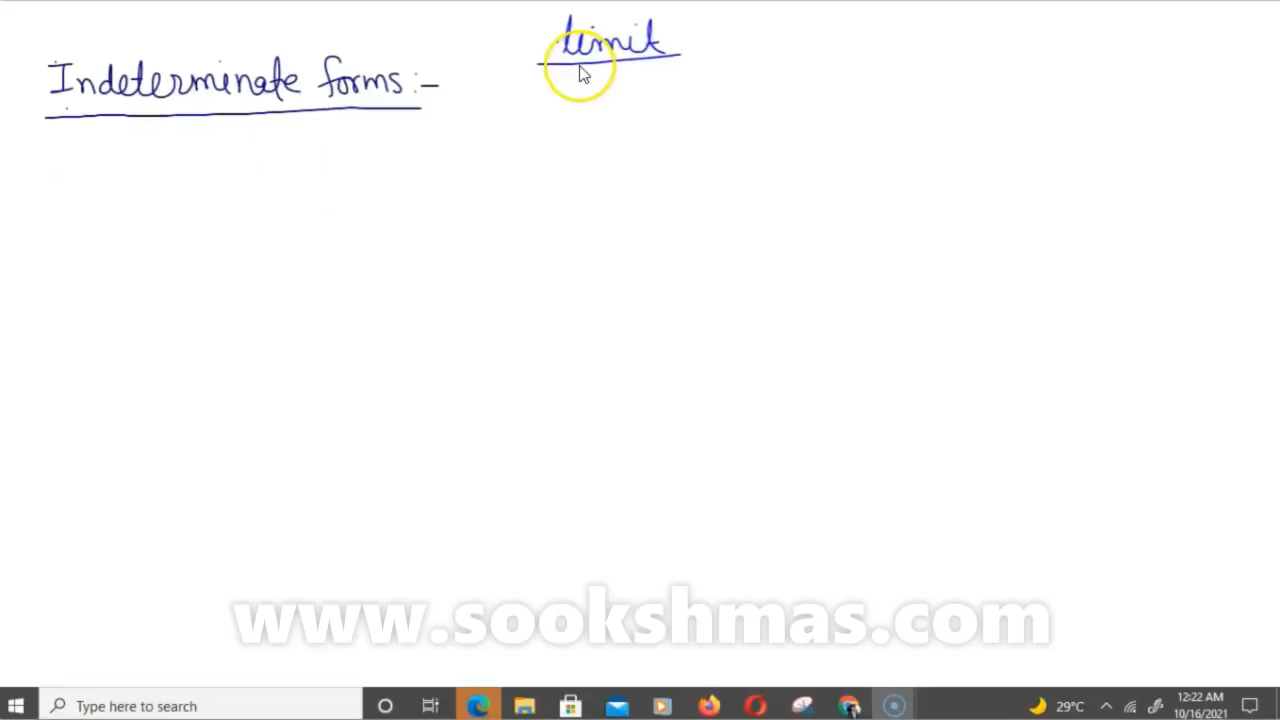 limit
Indeterminate forms :-
www.sookshmas.com
Type here to search
29°C
12:22 AM
10/16/2021